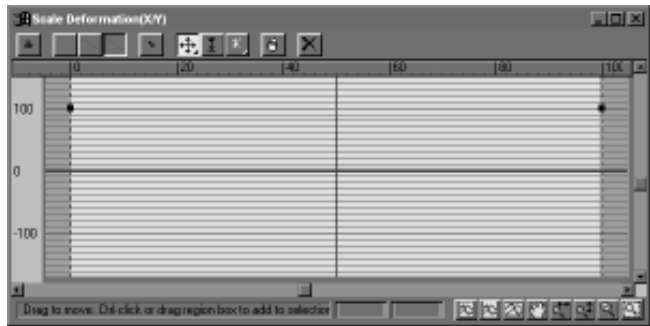 Scale Deformation(X/Y)
0 20 40 60 80 100
100
0
-100
Drag to move. Ctrl-click or drag region box to add to selection